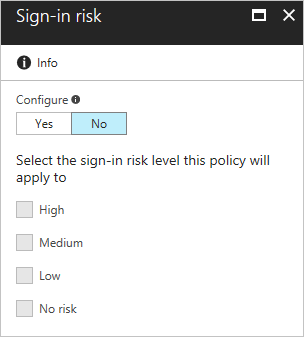 Sign-in risk
Info
Configure
Yes No
Select the sign-in risk level this policy will
apply to
High
Medium
Low
No risk